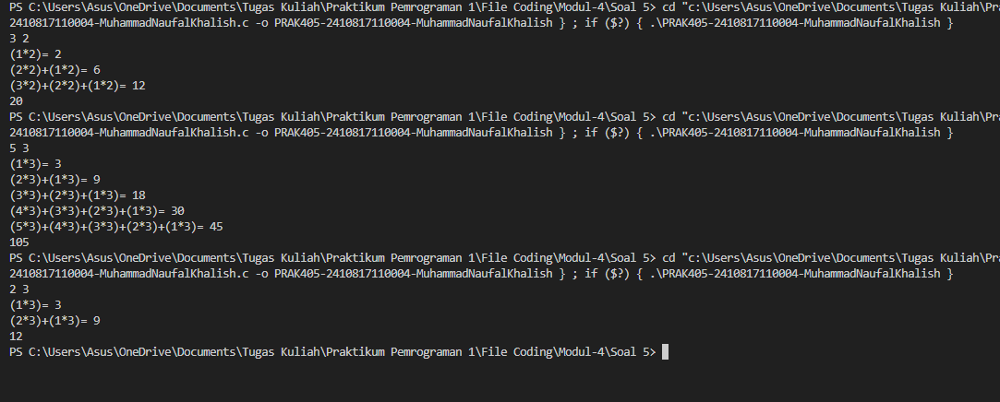 PS C:\Users\Asus\OneDrive\Documents\Tugas Kuliah\Praktikum Pemrograman 1\File Coding\Modul-4\Soal 5> cd "c:\Users\Asus\OneDrive\Documents\Tugas Kuliah\Pra
2410817110004-MuhammadNaufalKhalish.c -o PRAK405-2410817110004-MuhammadNaufalKhalish } ; if ($?) { .\PRAK405-2410817110004-MuhammadNaufalKhalish }
3 2
(1*2)= 2
(2*2)+(1*2)= 6
(3*2)+(2*2)+(1*2)= 12
20
PS C:\Users\Asus\OneDrive\Documents\Tugas Kuliah\Praktikum Pemrograman 1\File Coding\Modul-4\Soal 5> cd "c:\Users\Asus\OneDrive\Documents\Tugas Kuliah\Pra
2410817110004-MuhammadNaufalKhalish.c -o PRAK405-2410817110004-MuhammadNaufalKhalish } ; if ($?) { .\PRAK405-2410817110004-MuhammadNaufalKhalish }
5 3
(1*3)= 3
(2*3)+(1*3)= 9
(3*3)+(2*3)+(1*3)= 18
(4*3)+(3*3)+(2*3)+(1*3)= 30
(5*3)+(4*3)+(3*3)+(2*3)+(1*3)= 45
105
PS C:\Users\Asus\OneDrive\Documents\Tugas Kuliah\Praktikum Pemrograman 1\File Coding\Modul-4\Soal 5> cd "c:\Users\Asus\OneDrive\Documents\Tugas Kuliah\Pra
2410817110004-MuhammadNaufalKhalish.c -o PRAK405-2410817110004-MuhammadNaufalKhalish } ; if ($?) { .\PRAK405-2410817110004-MuhammadNaufalKhalish }
2 3
(1*3)= 3
(2*3)+(1*3)= 9
12
PS C:\Users\Asus\OneDrive\Documents\Tugas Kuliah\Praktikum Pemrograman 1\File Coding\Modul-4\Soal 5>